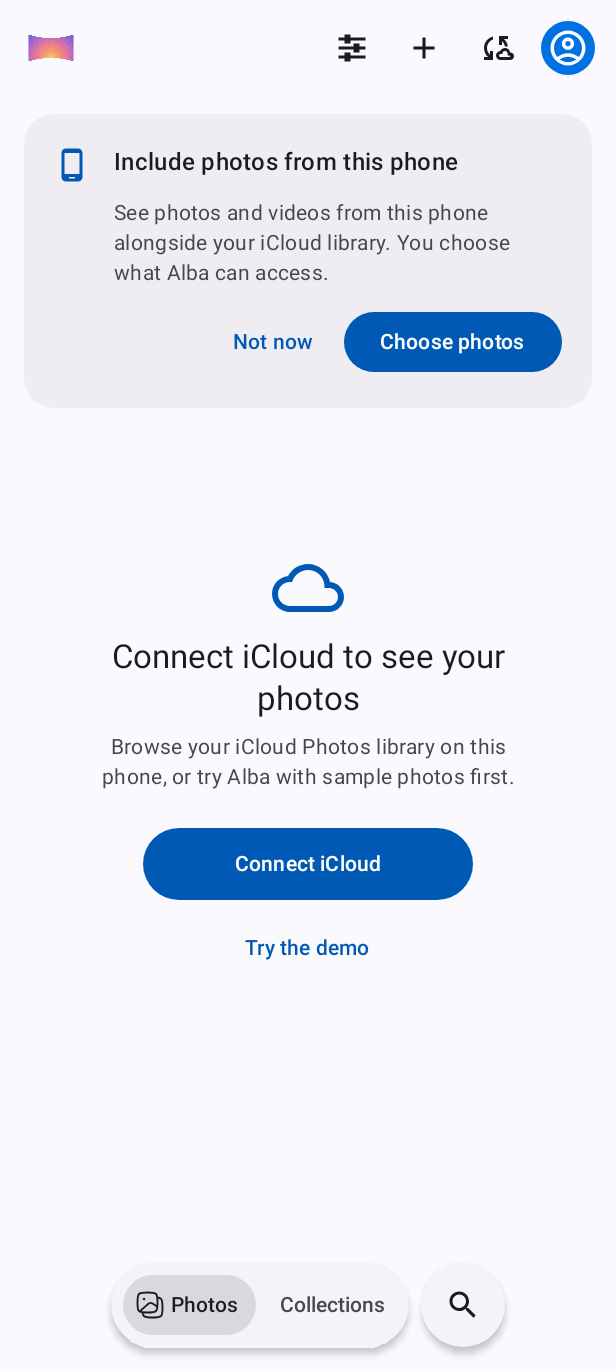 Include photos from this phone
See photos and videos from this phone
alongside your iCloud library. You choose
what Alba can access.
Not now
Choose photos
Connect iCloud to see your
photos
Browse your iCloud Photos library on this
phone, or try Alba with sample photos first.
Connect iCloud
Try the demo
Photos
Collections